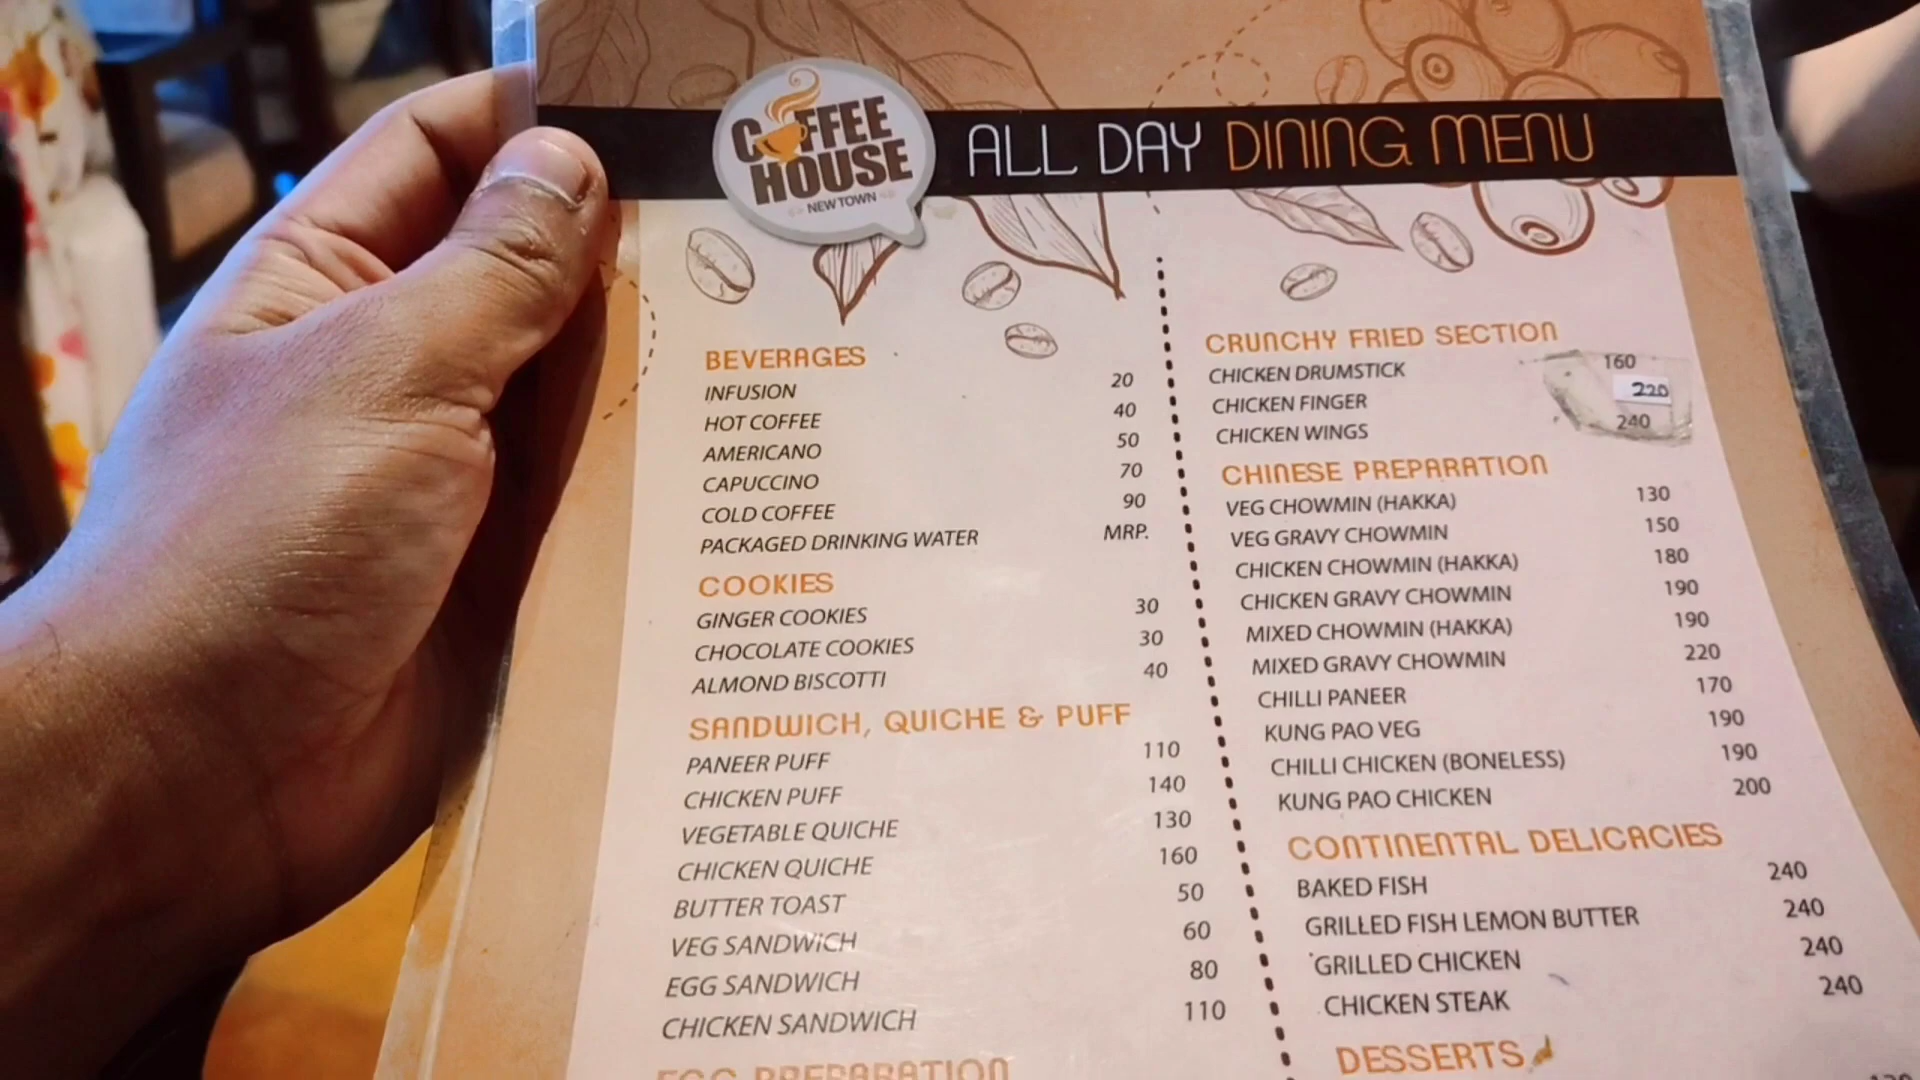 COFFEE
HOUSE
NEW TOWN
ALL DAY DINING MENU
BEVERAGES
INFUSION 20
HOT COFFEE 40
AMERICANO 50
CAPUCCINO 70
COLD COFFEE 90
PACKAGED DRINKING WATER MRP.
COOKIES
GINGER COOKIES 30
CHOCOLATE COOKIES 30
ALMOND BISCOTTI 40
SANDWICH, QUICHE & PUFF
PANEER PUFF 110
CHICKEN PUFF 140
VEGETABLE QUICHE 130
CHICKEN QUICHE 160
BUTTER TOAST 50
VEG SANDWICH 60
EGG SANDWICH 80
CHICKEN SANDWICH 110
EGG PREPARATION
CRUNCHY FRIED SECTION
CHICKEN DRUMSTICK 160
CHICKEN FINGER 220
CHICKEN WINGS 240
CHINESE PREPARATION
VEG CHOWMIN (HAKKA) 130
VEG GRAVY CHOWMIN 150
CHICKEN CHOWMIN (HAKKA) 180
CHICKEN GRAVY CHOWMIN 190
MIXED CHOWMIN (HAKKA) 190
MIXED GRAVY CHOWMIN 220
CHILLI PANEER 170
KUNG PAO VEG 190
CHILLI CHICKEN (BONELESS) 190
KUNG PAO CHICKEN 200
CONTINENTAL DELICACIES
BAKED FISH 240
GRILLED FISH LEMON BUTTER 240
GRILLED CHICKEN 240
CHICKEN STEAK 240
DESSERTS